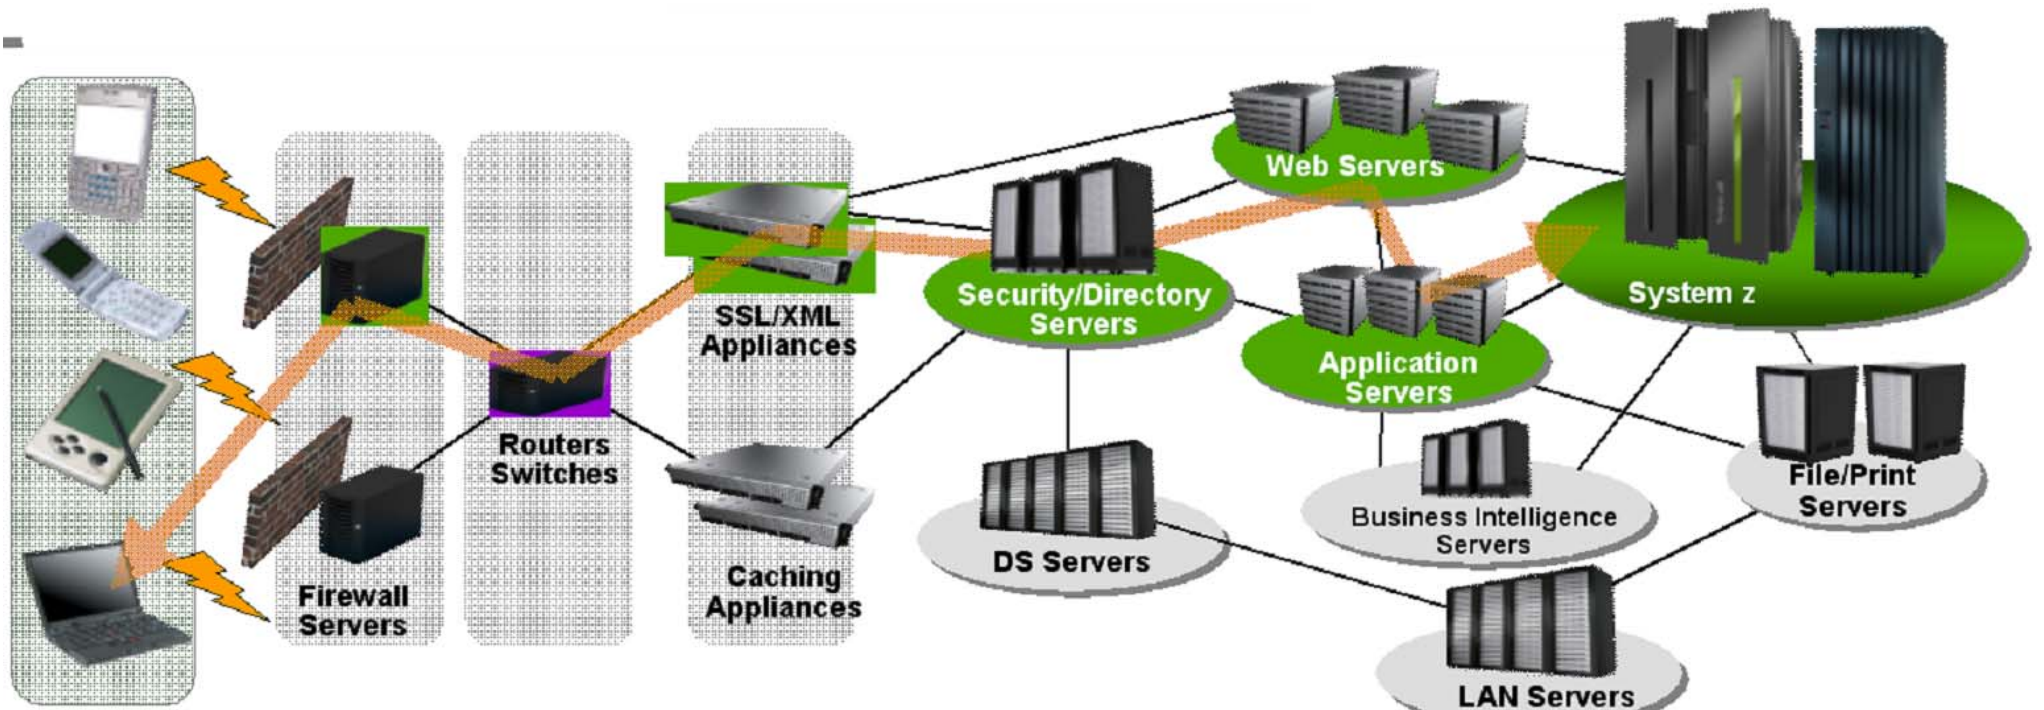 Firewall
Servers
Routers
Switches
SSL/XML
Appliances
Caching
Appliances
Security/Directory
Servers
DS Servers
Web Servers
Application
Servers
Business Intelligence
Servers
LAN Servers
System z
File/Print
Servers